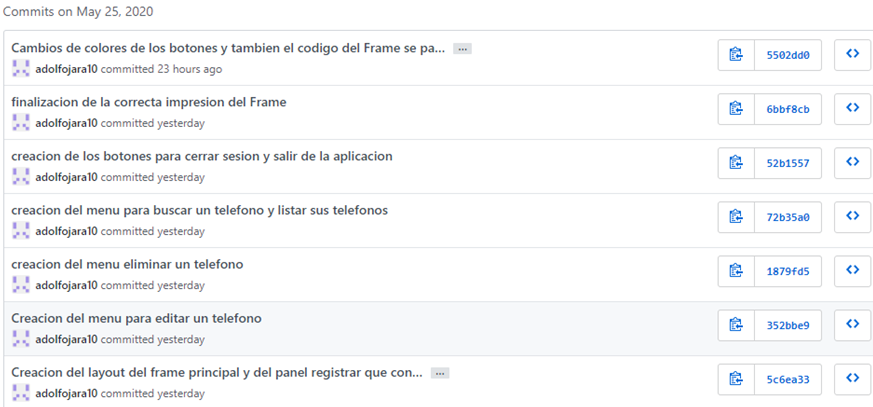 Commits on May 25, 2020
Cambios de colores de los botones y tambien el codigo del Frame se pa... ...
adolfojara10 committed 23 hours ago
5502dd0
finalizacion de la correcta impresion del Frame
adolfojara10 committed yesterday
6bbf8cb
creacion de los botones para cerrar sesion y salir de la aplicacion
adolfojara10 committed yesterday
52b1557
creacion del menu para buscar un telefono y listar sus telefonos
adolfojara10 committed yesterday
72b35a0
creacion del menu eliminar un telefono
adolfojara10 committed yesterday
1879fd5
Creacion del menu para editar un telefono
adolfojara10 committed yesterday
352bbe9
Creacion del layout del frame principal y del panel registrar que con... ...
adolfojara10 committed yesterday
5c6ea33